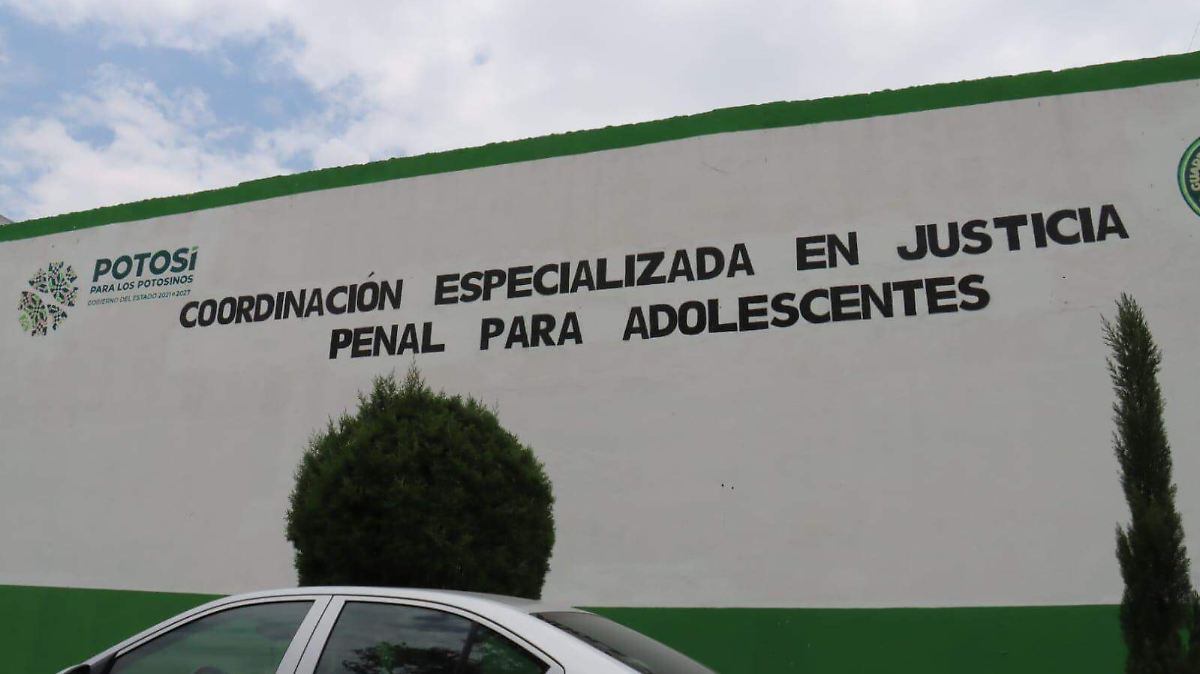 POTOSÍ
PARA LOS POTOSINOS
GOBIERNO DEL ESTADO 2021 • 2027
COORDINACIÓN ESPECIALIZADA EN JUSTICIA
PENAL PARA ADOLESCENTES